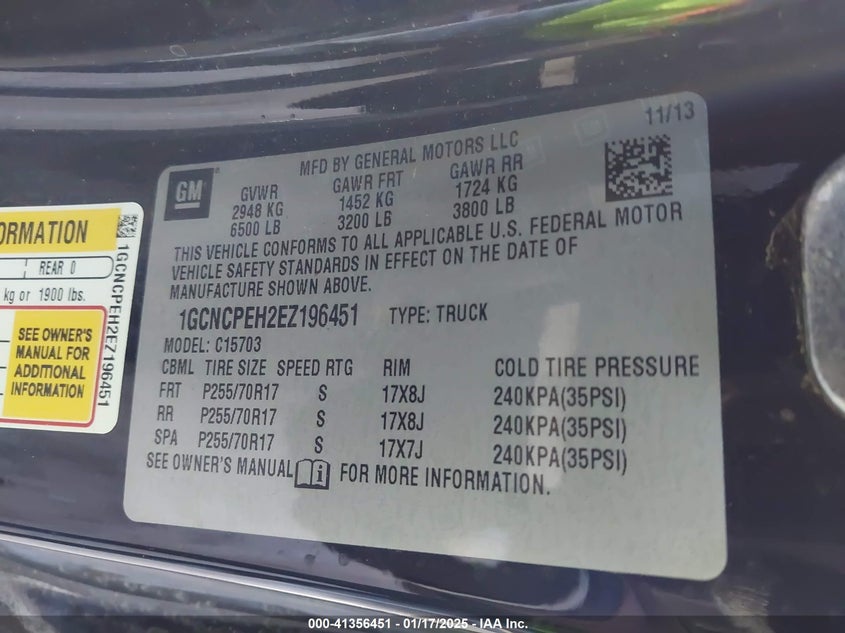 11/13
MFD BY GENERAL MOTORS LLC
GM
GVWR GAWR FRT GAWR RR
2948 KG 1452 KG 1724 KG
6500 LB 3200 LB 3800 LB
THIS VEHICLE CONFORMS TO ALL APPLICABLE U.S. FEDERAL MOTOR
VEHICLE SAFETY STANDARDS IN EFFECT ON THE DATE OF
MANUFACTURE SHOWN ABOVE.
1GCNCPEH2EZ196451 TYPE: TRUCK
MODEL: C15703
CBML TIRE SIZE SPEED RTG RIM COLD TIRE PRESSURE
FRT P255/70R17 S 17X8J 240KPA(35PSI)
RR P255/70R17 S 17X8J 240KPA(35PSI)
SPA P255/70R17 S 17X7J 240KPA(35PSI)
SEE OWNER'S MANUAL i FOR MORE INFORMATION.
ORMATION
REAR 0
kg or 1900 lbs.
SEE OWNER'S
MANUAL FOR
ADDITIONAL
INFORMATION
1GCNCPEH2EZ196451
000-41356451 - 01/17/2025 - IAA Inc.